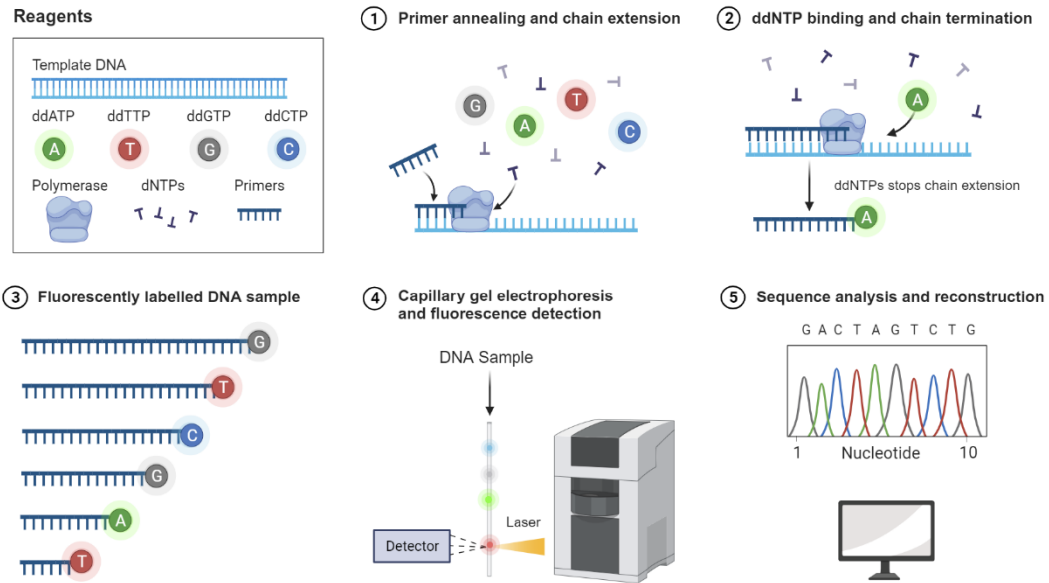 Reagents
Template DNA
ddATP ddTTP ddGTP ddCTP
A T G C
Polymerase dNTPs Primers
1 Primer annealing and chain extension
G
A
T
C
2 ddNTP binding and chain termination
A
ddNTPs stops chain extension
A
3 Fluorescently labelled DNA sample
G
T
C
G
A
T
4 Capillary gel electrophoresis
and fluorescence detection
DNA Sample
Laser
Detector
5 Sequence analysis and reconstruction
G A C T A G T C T G
1 Nucleotide 10